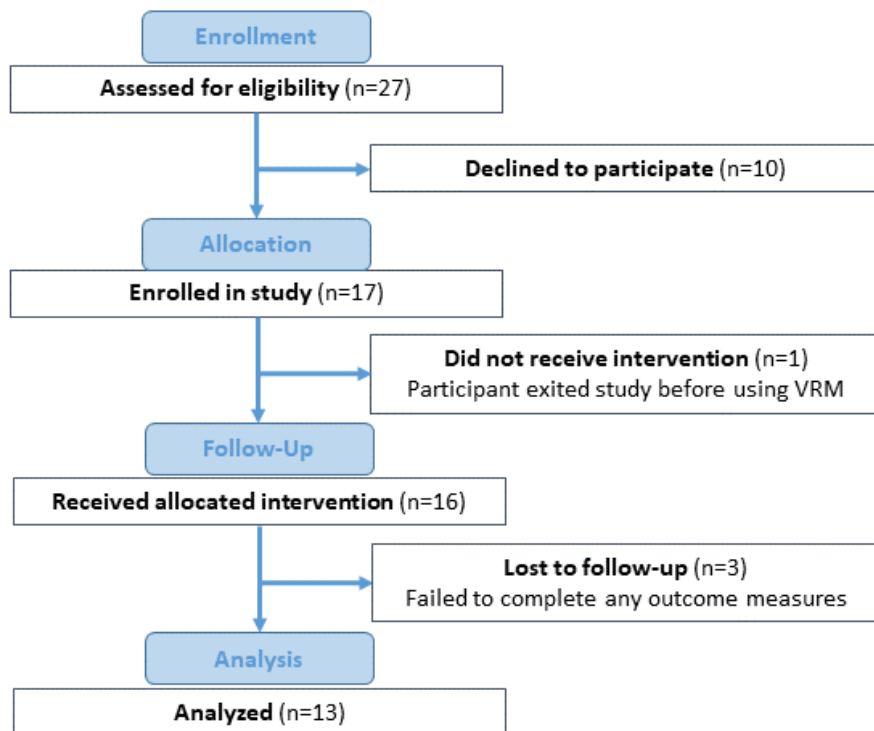 Enrollment
Assessed for eligibility (n=27)
Declined to participate (n=10)
Allocation
Enrolled in study (n=17)
Did not receive intervention (n=1)
Participant exited study before using VRM
Follow-Up
Received allocated intervention (n=16)
Lost to follow-up (n=3)
Failed to complete any outcome measures
Analysis
Analyzed (n=13)